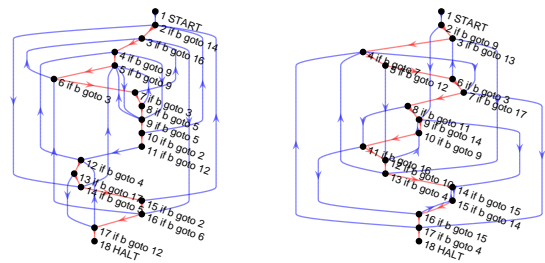 1 START
2 if b goto 14
3 if b goto 16
4 if b goto 9
5 if b goto 9
6 if b goto 3
7 if b goto 3
8 if b goto 5
9 if b goto 5
10 if b goto 2
11 if b goto 12
12 if b goto 4
13 if b goto 17
14 if b goto
15 if b goto 2
16 if b goto 6
17 if b goto 12
18 HALT
1 START
2 if b goto 9
3 if b goto 13
4 if b goto
5 if b goto 12
6 if b goto 3
7 if b goto 17
8 if b goto 11
9 if b goto 14
10 if b goto 9
11 if b goto 16
12 if b goto 10
13 if b goto 4
14 if b goto 15
15 if b goto 14
16 if b goto 15
17 if b goto 4
18 HALT